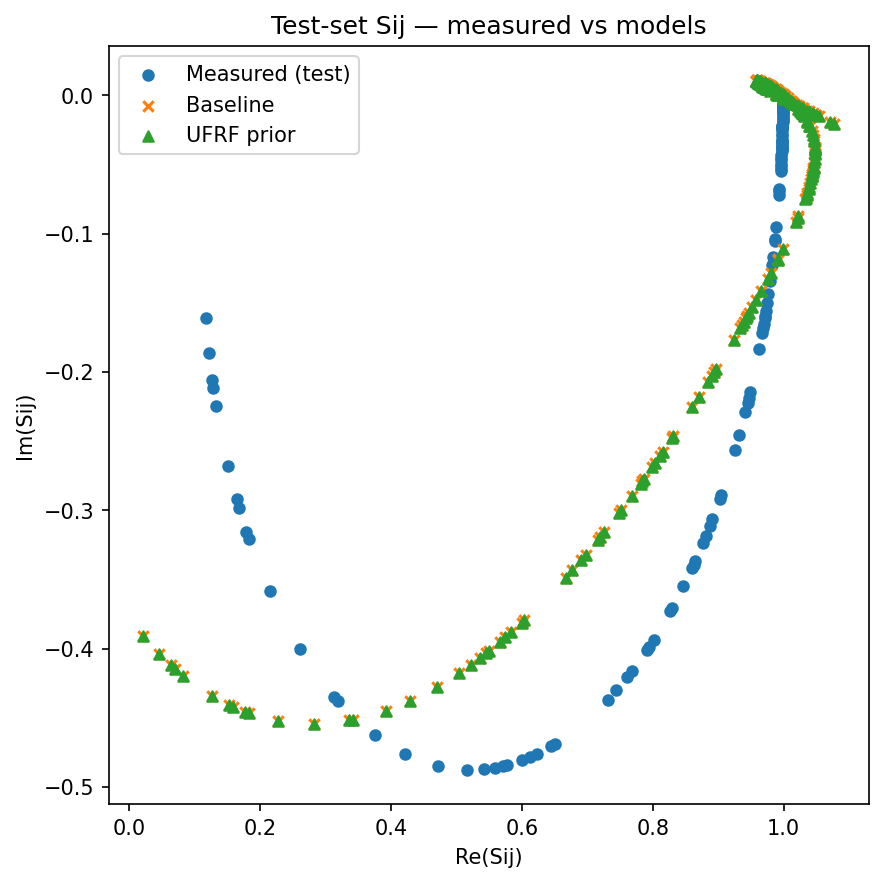 Test-set Sij — measured vs models
Measured (test)
Baseline
UFRF prior
0.0
−0.1
−0.2
−0.3
−0.4
−0.5
Im(Sij)
0.0 0.2 0.4 0.6 0.8 1.0
Re(Sij)